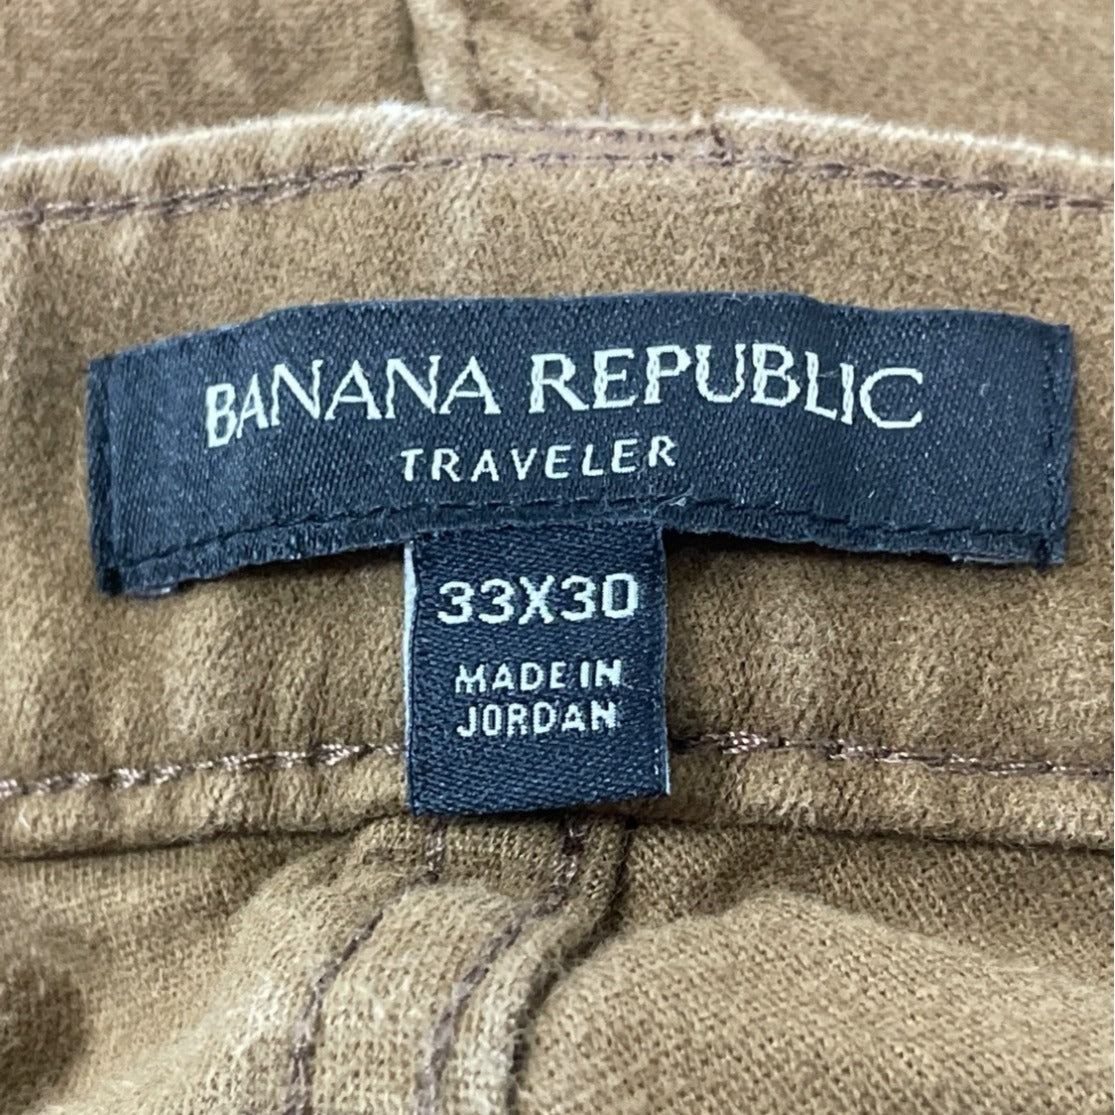 BANANA REPUBLIC
TRAVELER
33X30
MADE IN
JORDAN